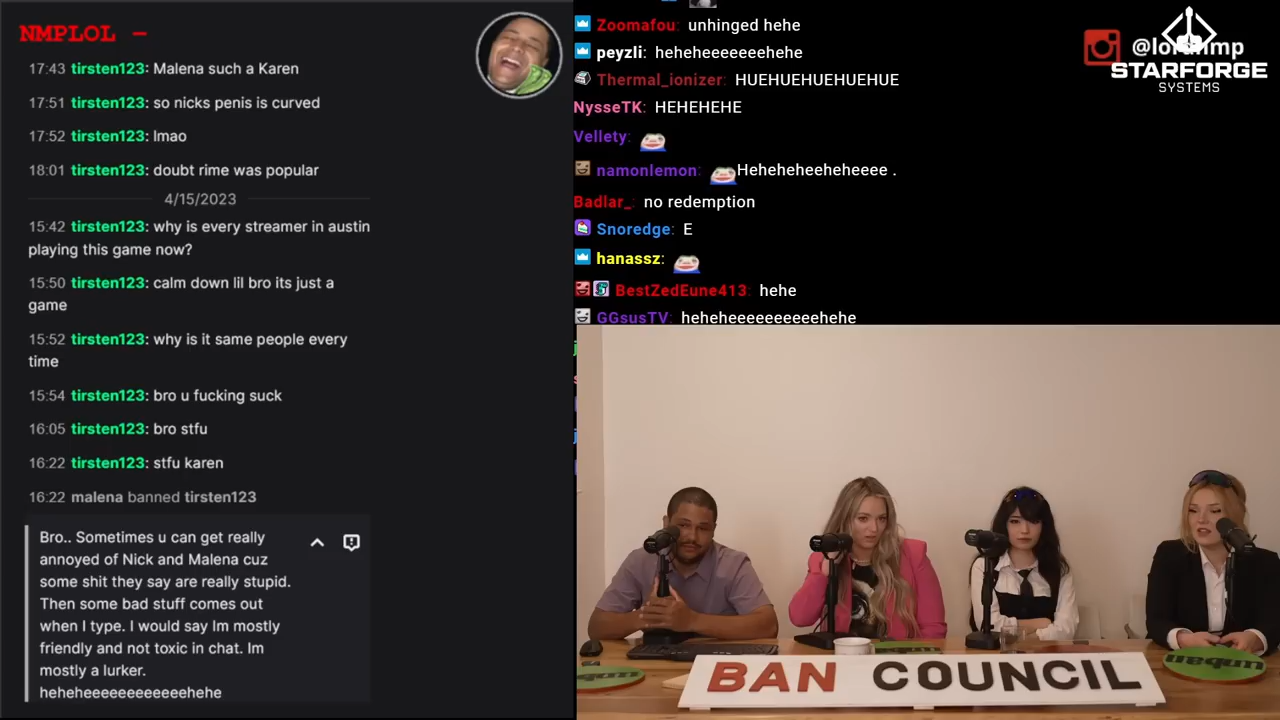 NMPLOL -
17:43 tirsten123: Malena such a Karen
17:51 tirsten123: so nicks penis is curved
17:52 tirsten123: lmao
18:01 tirsten123: doubt rime was popular
4/15/2023
15:42 tirsten123: why is every streamer in austin
playing this game now?
15:50 tirsten123: calm down lil bro its just a
game
15:52 tirsten123: why is it same people every
time
15:54 tirsten123: bro u fucking suck
16:05 tirsten123: bro stfu
16:22 tirsten123: stfu karen
16:22 malena banned tirsten123
Bro.. Sometimes u can get really
annoyed of Nick and Malena cuz
some shit they say are really stupid.
Then some bad stuff comes out
when I type. I would say Im mostly
friendly and not toxic in chat. Im
mostly a lurker.
heheheeeeeeeeeeeehehe
Zoomafou: unhinged hehe
peyzli: heheheeeeeeehehe
Thermal_ionizer: HUEHUEHUEHUEHUE
NysseTK: HEHEHEHE
Vellety:
namonlemon: Heheheheeheheeee .
Badlar_: no redemption
Snoredge: E
hanassz:
BestZedEune413: hehe
GGsusTV: heheheeeeeeeeeehehe
STARFORGE
SYSTEMS
BAN COUNCIL
unban